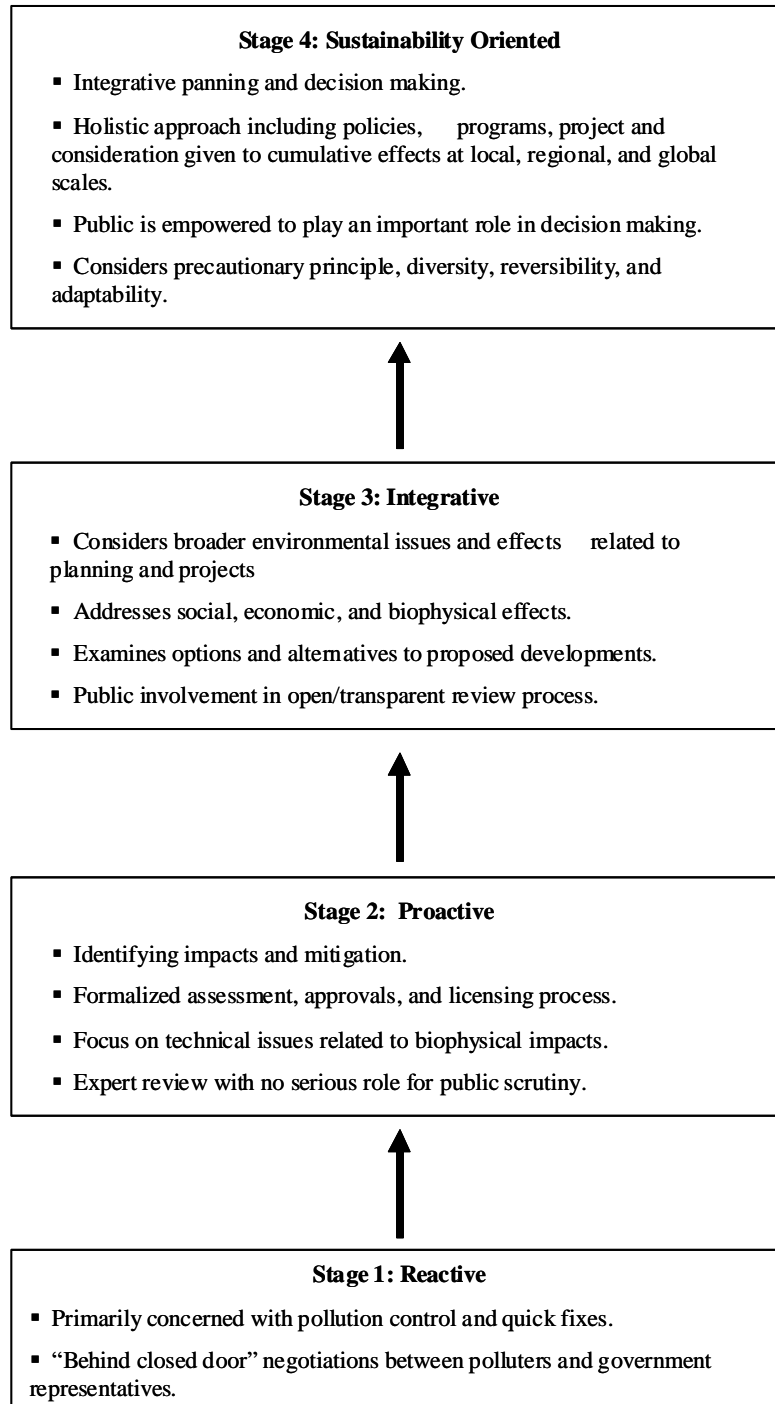 Stage 4: Sustainability Oriented
▪ Integrative panning and decision making.
▪ Holistic approach including policies, programs, project and
consideration given to cumulative effects at local, regional, and global
scales.
▪ Public is empowered to play an important role in decision making.
▪ Considers precautionary principle, diversity, reversibility, and
adaptability.
Stage 3: Integrative
▪ Considers broader environmental issues and effects related to
planning and projects
▪ Addresses social, economic, and biophysical effects.
▪ Examines options and alternatives to proposed developments.
▪ Public involvement in open/transparent review process.
Stage 2: Proactive
▪ Identifying impacts and mitigation.
▪ Formalized assessment, approvals, and licensing process.
▪ Focus on technical issues related to biophysical impacts.
▪ Expert review with no serious role for public scrutiny.
Stage 1: Reactive
▪ Primarily concerned with pollution control and quick fixes.
▪ “Behind closed door” negotiations between polluters and government
representatives.